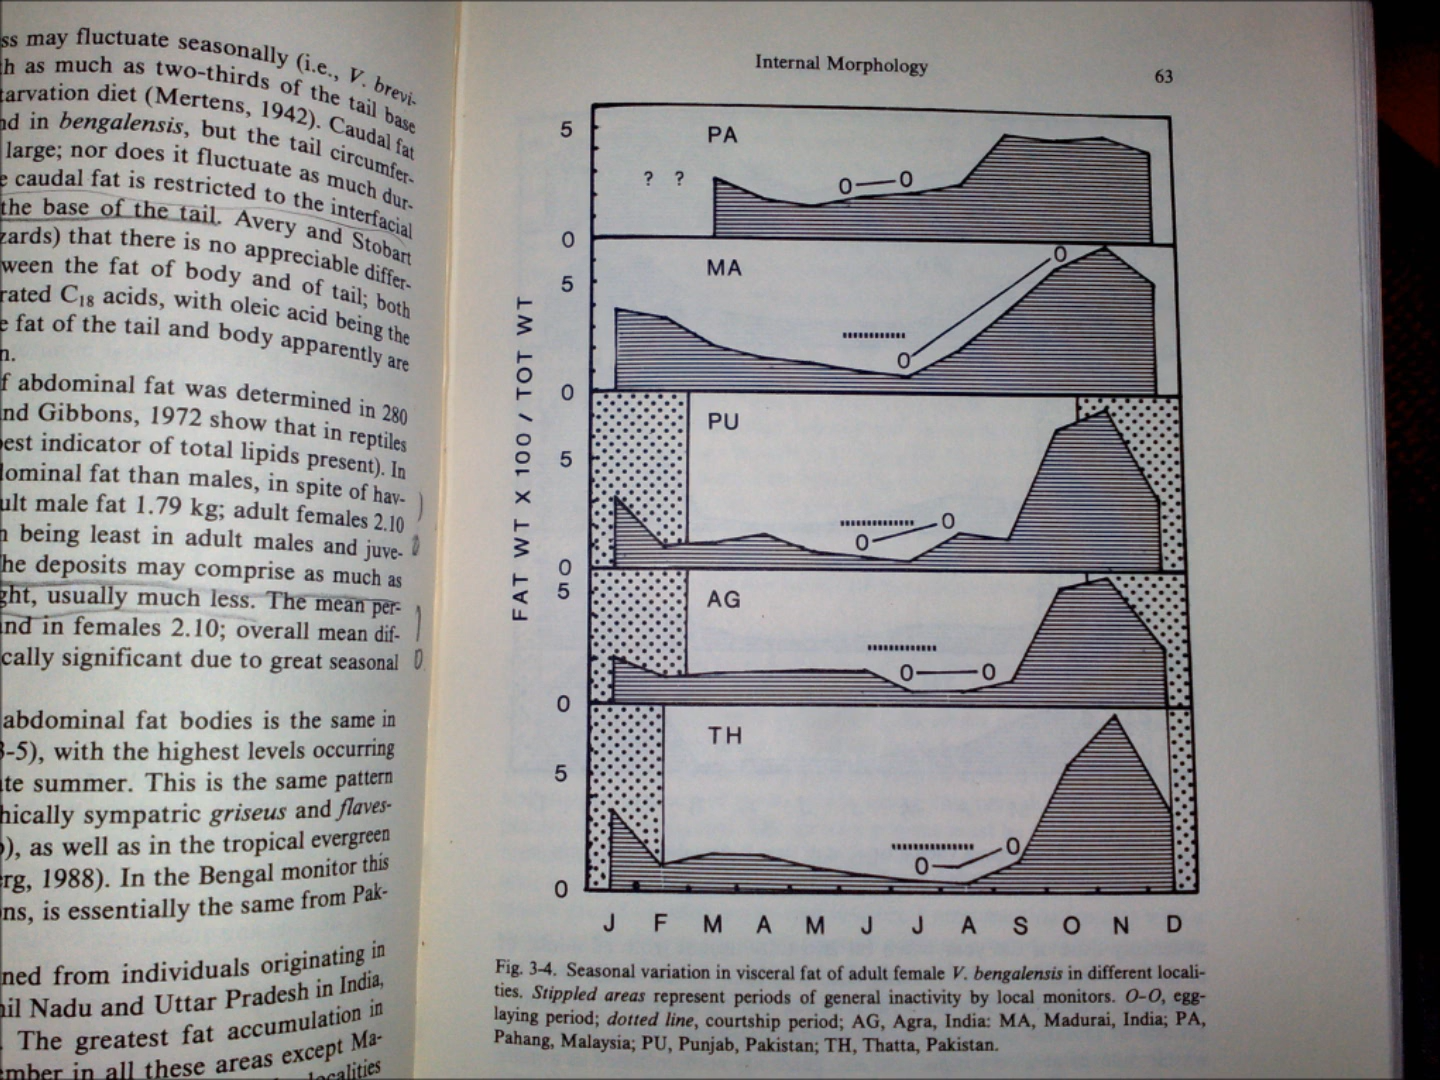 ss may fluctuate seasonally (i.e., V. brevi-
h as much as two-thirds of the tail base
arvation diet (Mertens, 1942). Caudal fat
nd in bengalensis, but the tail circumfer-
large; nor does it fluctuate as much dur-
e caudal fat is restricted to the interfacial
the base of the tail. Avery and Stobart
zards) that there is no appreciable differ-
ween the fat of body and of tail; both
rated C18 acids, with oleic acid being the
e fat of the tail and body apparently are
n.
f abdominal fat was determined in 280
nd Gibbons, 1972 show that in reptiles
est indicator of total lipids present). In
lominal fat than males, in spite of hav-
ult male fat 1.79 kg; adult females 2.10
n being least in adult males and juve-
he deposits may comprise as much as
ght, usually much less. The mean per-
nd in females 2.10; overall mean dif-
cally significant due to great seasonal
abdominal fat bodies is the same in
3-5), with the highest levels occurring
te summer. This is the same pattern
hically sympatric griseus and flaves-
), as well as in the tropical evergreen
rg, 1988). In the Bengal monitor this
ns, is essentially the same from Pak-
ned from individuals originating in
il Nadu and Uttar Pradesh in India,
. The greatest fat accumulation in
mber in all these areas except Ma-
localities
Internal Morphology
63
FAT WT X 100 / TOT WT
5
PA
? ?
O—O
0
MA
5
O—O
0
PU
5
O—O
0
5
AG
O—O
0
TH
5
O—O
0
J F M A M J J A S O N D
Fig. 3-4. Seasonal variation in visceral fat of adult female V. bengalensis in different locali-
ties. Stippled areas represent periods of general inactivity by local monitors. O-O, egg-
laying period; dotted line, courtship period; AG, Agra, India: MA, Madurai, India; PA,
Pahang, Malaysia; PU, Punjab, Pakistan; TH, Thatta, Pakistan.